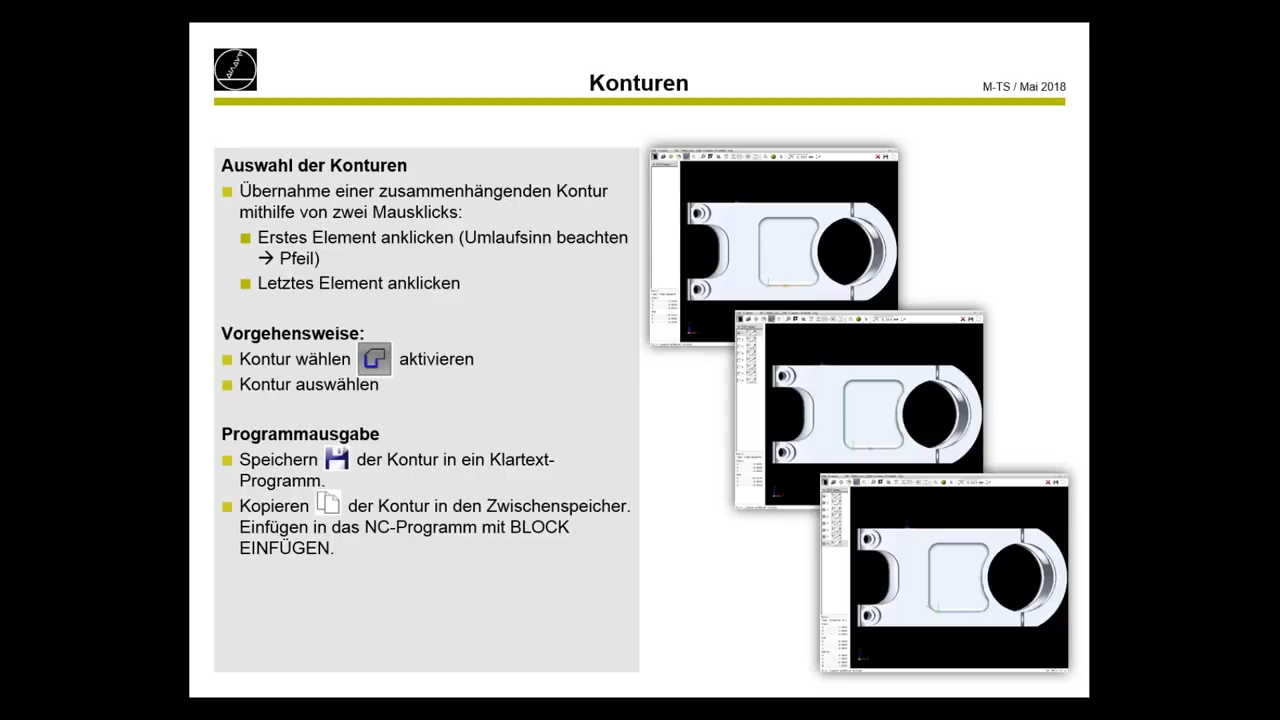 Konturen
M-TS / Mai 2018
Auswahl der Konturen
Übernahme einer zusammenhängenden Kontur
mithilfe von zwei Mausklicks:
Erstes Element anklicken (Umlaufsinn beachten
→ Pfeil)
Letztes Element anklicken
Vorgehensweise:
Kontur wählen aktivieren
Kontur auswählen
Programmausgabe
Speichern der Kontur in ein Klartext-
Programm.
Kopieren der Kontur in den Zwischenspeicher.
Einfügen in das NC-Programm mit BLOCK
EINFÜGEN.